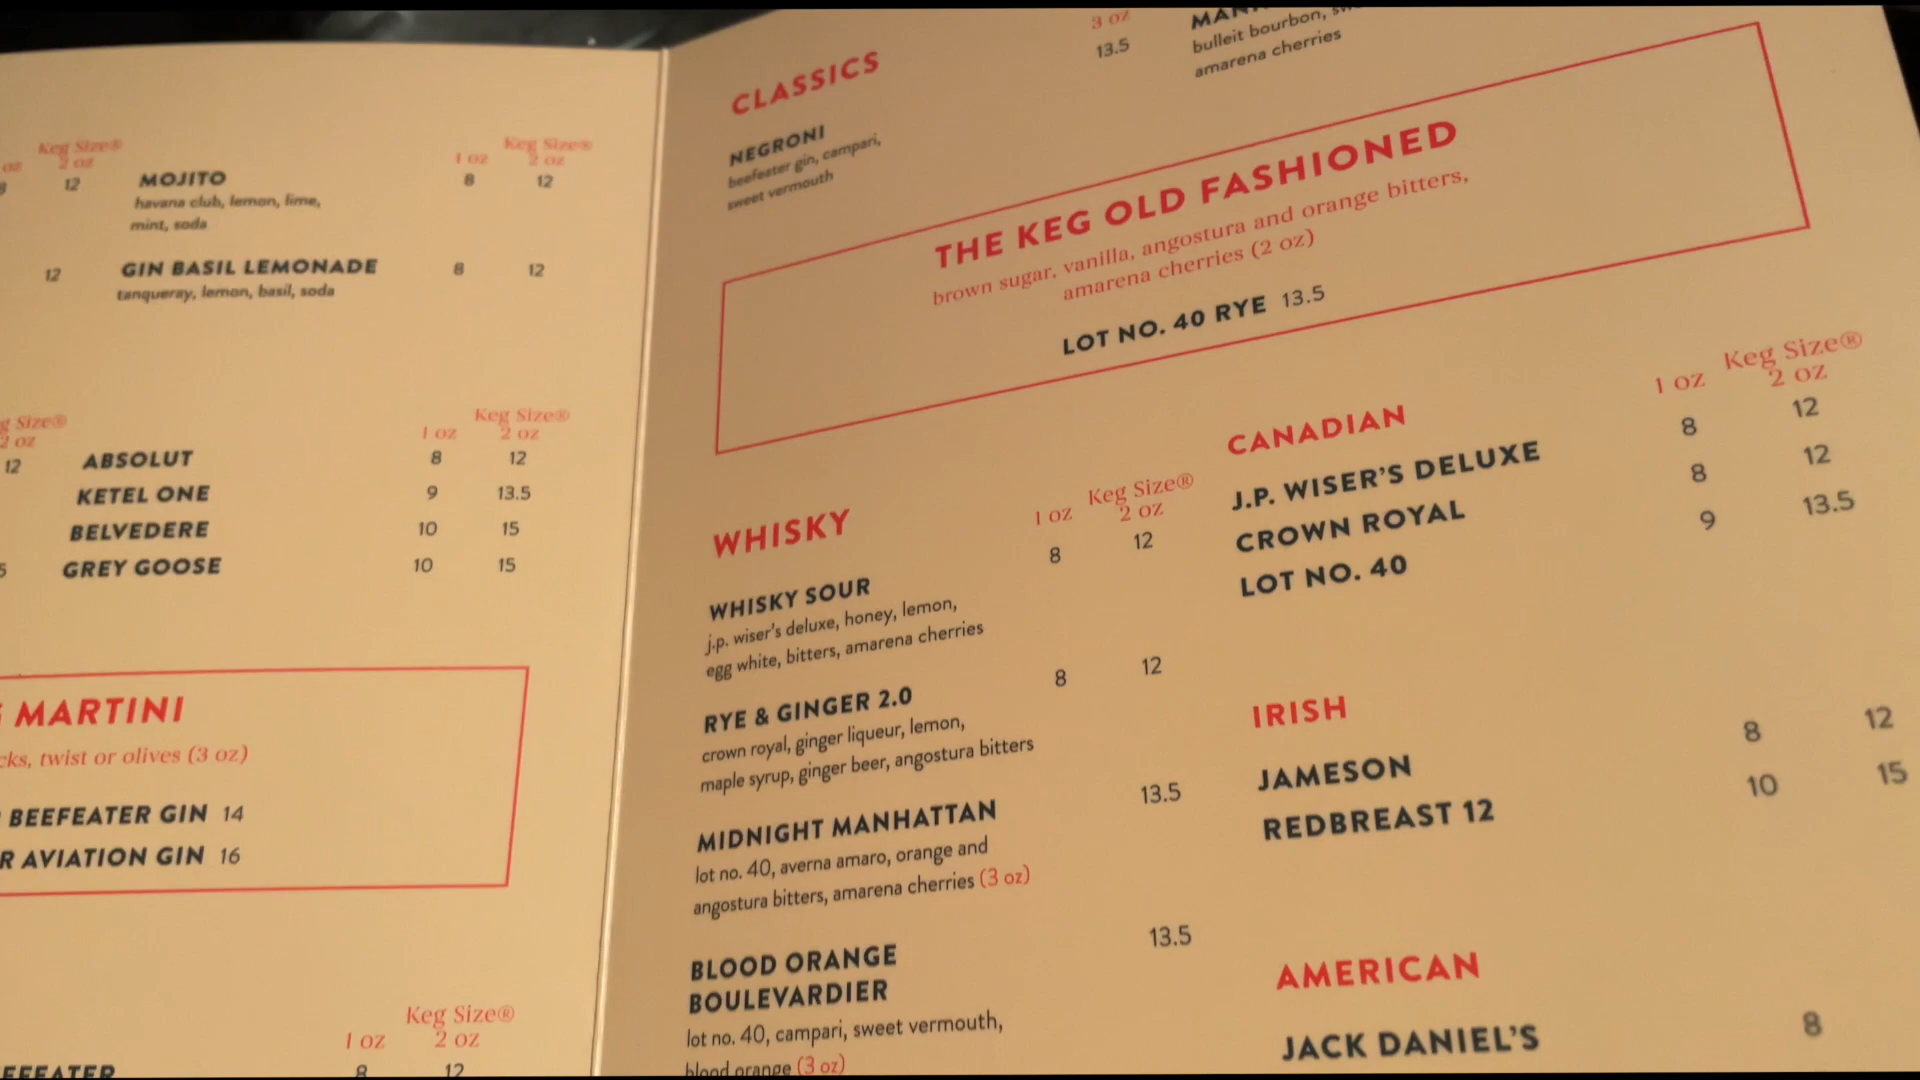 Keg Size®
oz 2 oz
12
MOJITO
havana club, lemon, lime,
mint, soda
Keg Size®
1 oz 2 oz
8 12
12
GIN BASIL LEMONADE 8 12
tanqueray, lemon, basil, soda
Size®
2 oz
12
Keg Size®
1 oz 2 oz
ABSOLUT 8 12
KETEL ONE 9 13.5
BELVEDERE 10 15
GREY GOOSE 10 15
MARTINI
twist or olives (3 oz)
BEEFEATER GIN 14
AVIATION GIN 16
Keg Size®
1 oz 2 oz
8 12
CLASSICS
3 oz
13.5
NEGRONI
beefeater gin, campari,
sweet vermouth
bulleit bourbon,
amarena cherries
THE KEG OLD FASHIONED
brown sugar, vanilla, angostura and orange bitters,
amarena cherries (2 oz)
LOT NO. 40 RYE 13.5
WHISKY
Keg Size®
1 oz 2 oz
8 12
WHISKY SOUR
j.p. wiser's deluxe, honey, lemon,
egg white, bitters, amarena cherries
8 12
RYE & GINGER 2.0
crown royal, ginger liqueur, lemon,
maple syrup, ginger beer, angostura bitters
13.5
MIDNIGHT MANHATTAN
lot no. 40, averna amaro, orange and
angostura bitters, amarena cherries (3 oz)
13.5
BLOOD ORANGE
BOULEVARDIER
lot no. 40, campari, sweet vermouth,
blood orange (3 oz)
CANADIAN
Keg Size®
1 oz 2 oz
J.P. WISER'S DELUXE 8 12
CROWN ROYAL 8 12
LOT NO. 40 9 13.5
IRISH
JAMESON 8 12
REDBREAST 12 10 15
AMERICAN
JACK DANIEL'S 8